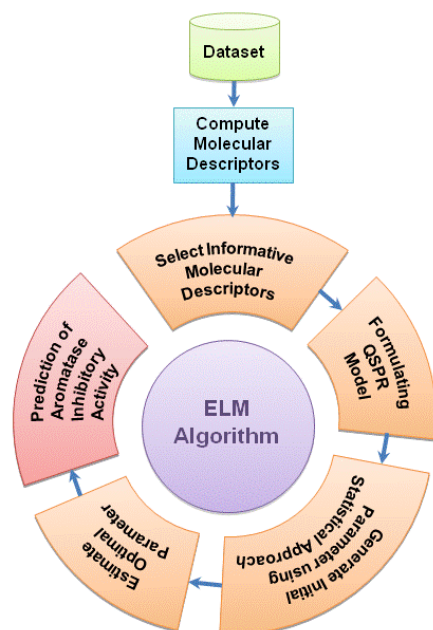 Dataset
Compute
Molecular
Descriptors
Select Informative
Molecular
Descriptors
Formulating
QSPR
Model
Generate Initial
Parameter using
Statistical Approach
Estimate
Optimal
Parameter
Prediction of
Aromatase
Inhibitory
Activity
ELM
Algorithm